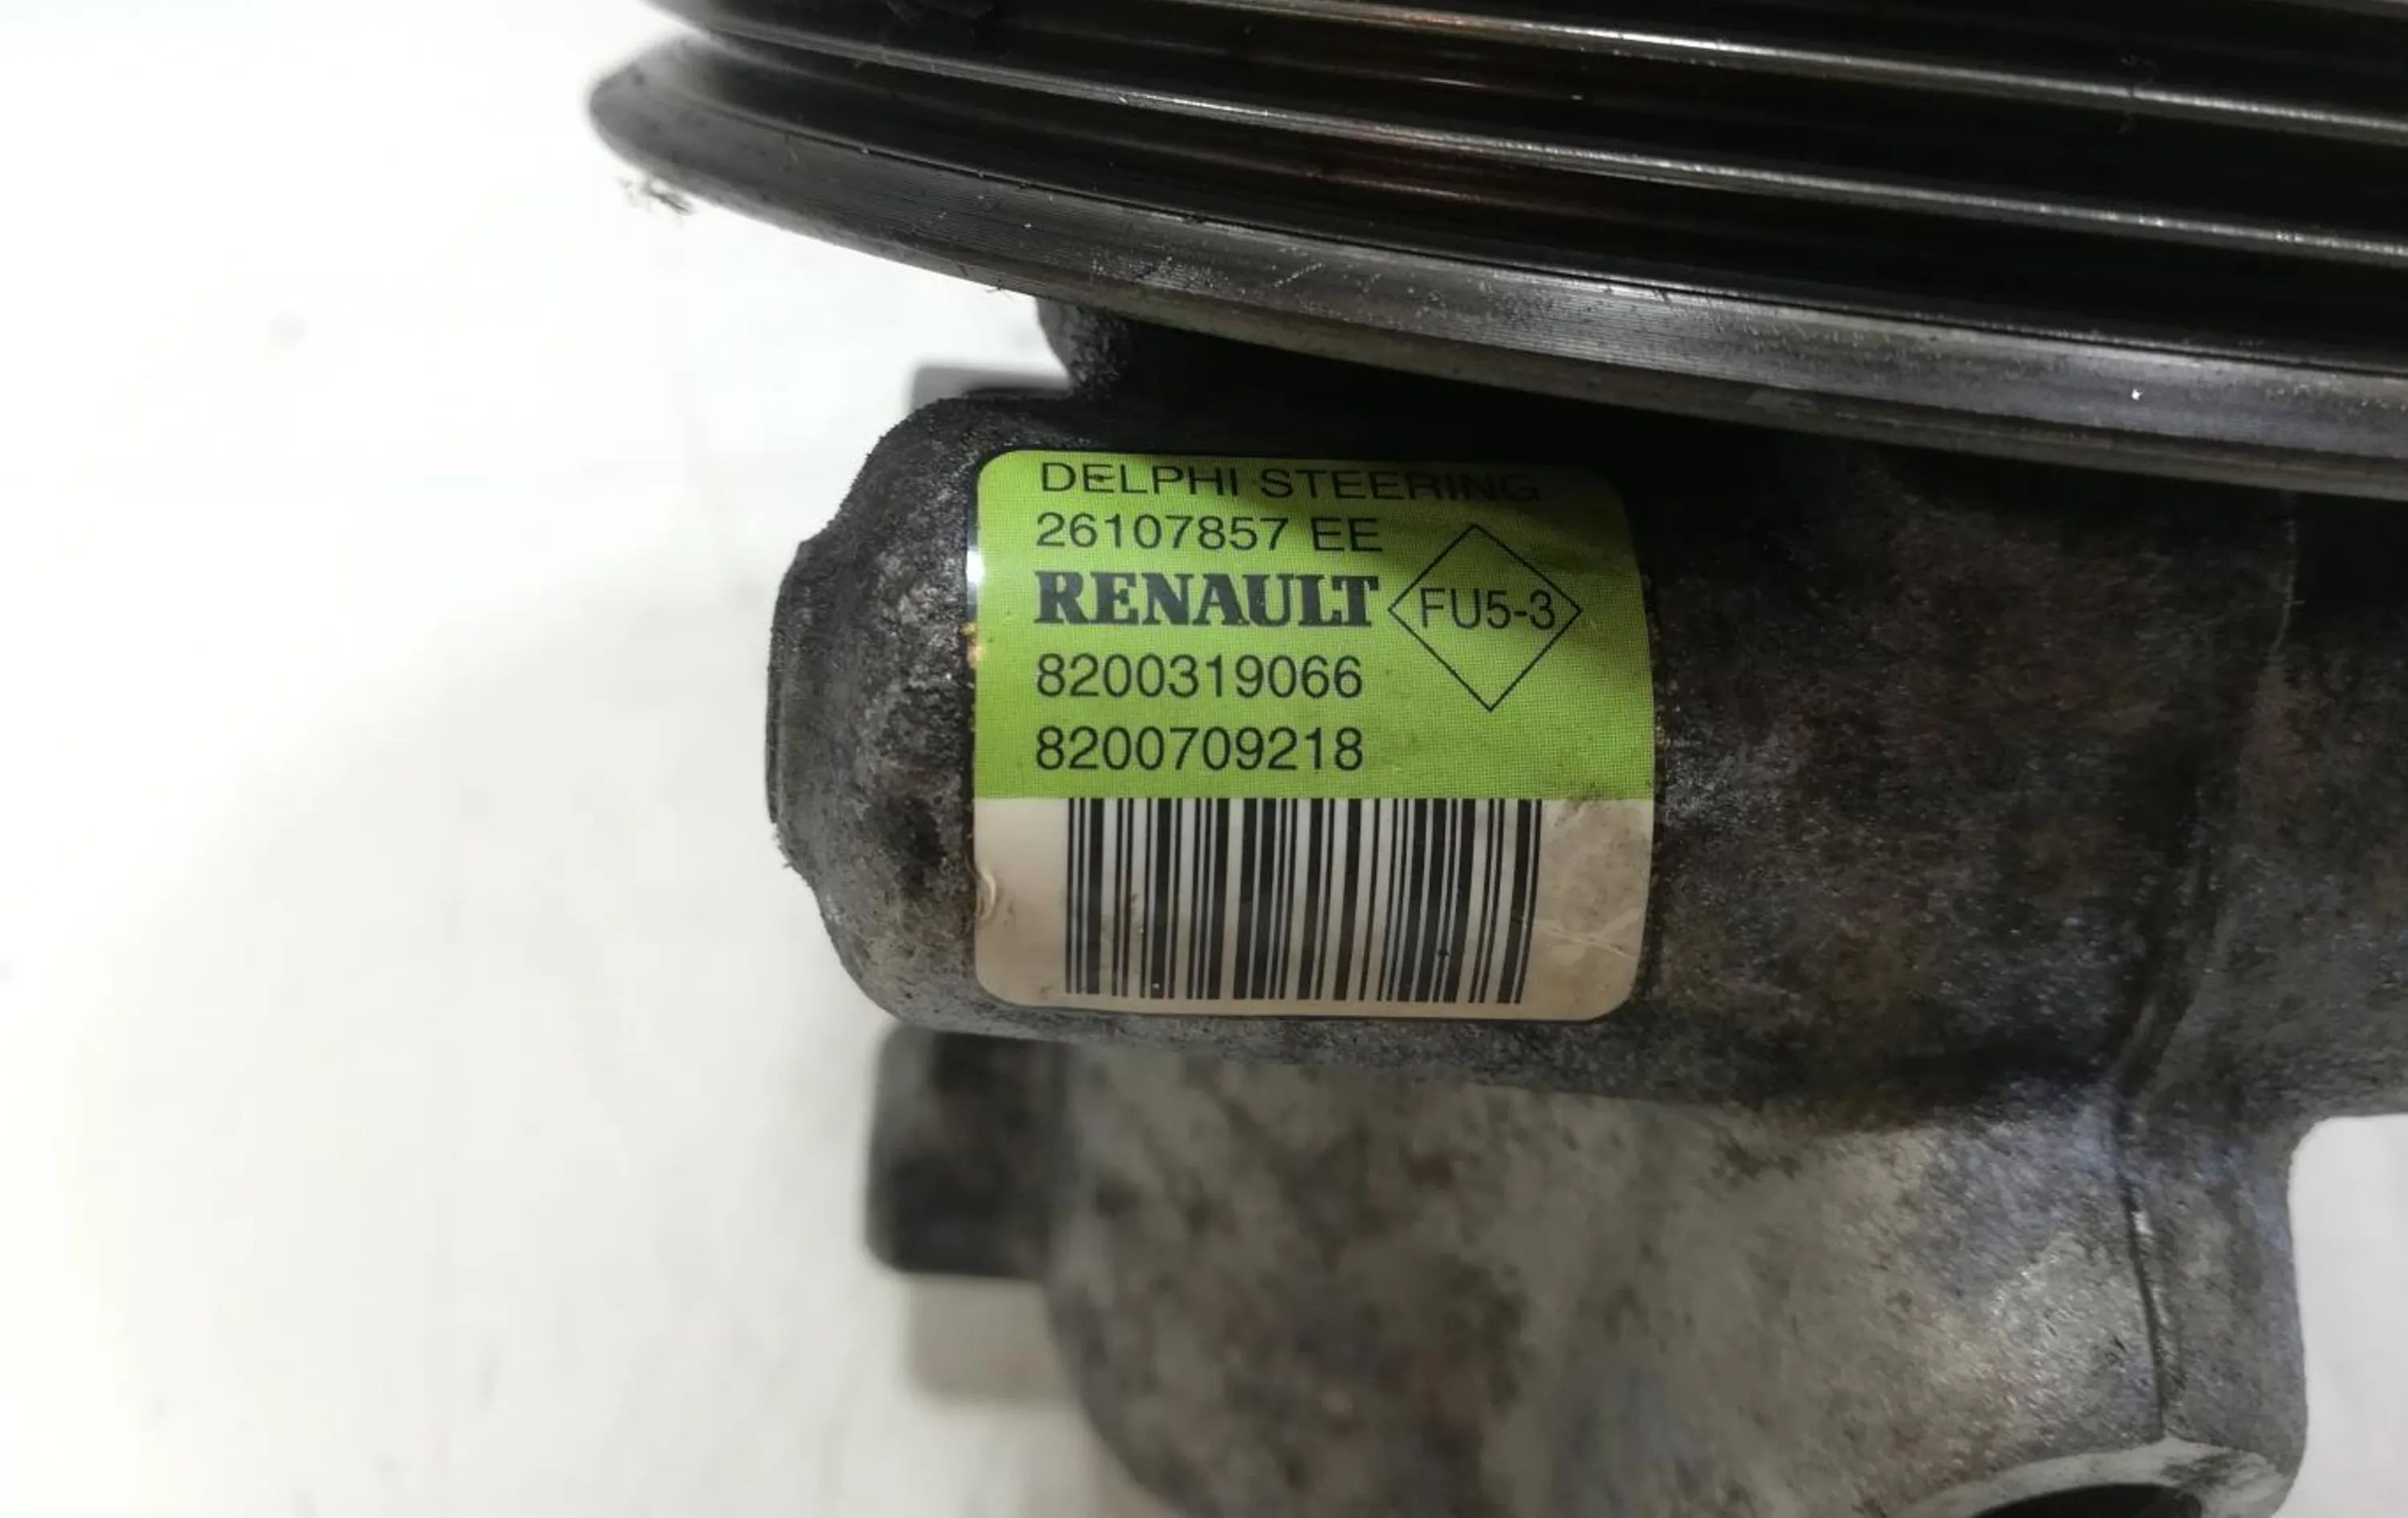 DELPHI STEERING
26107857 EE
RENAULT FU5-3
8200319066
8200709218